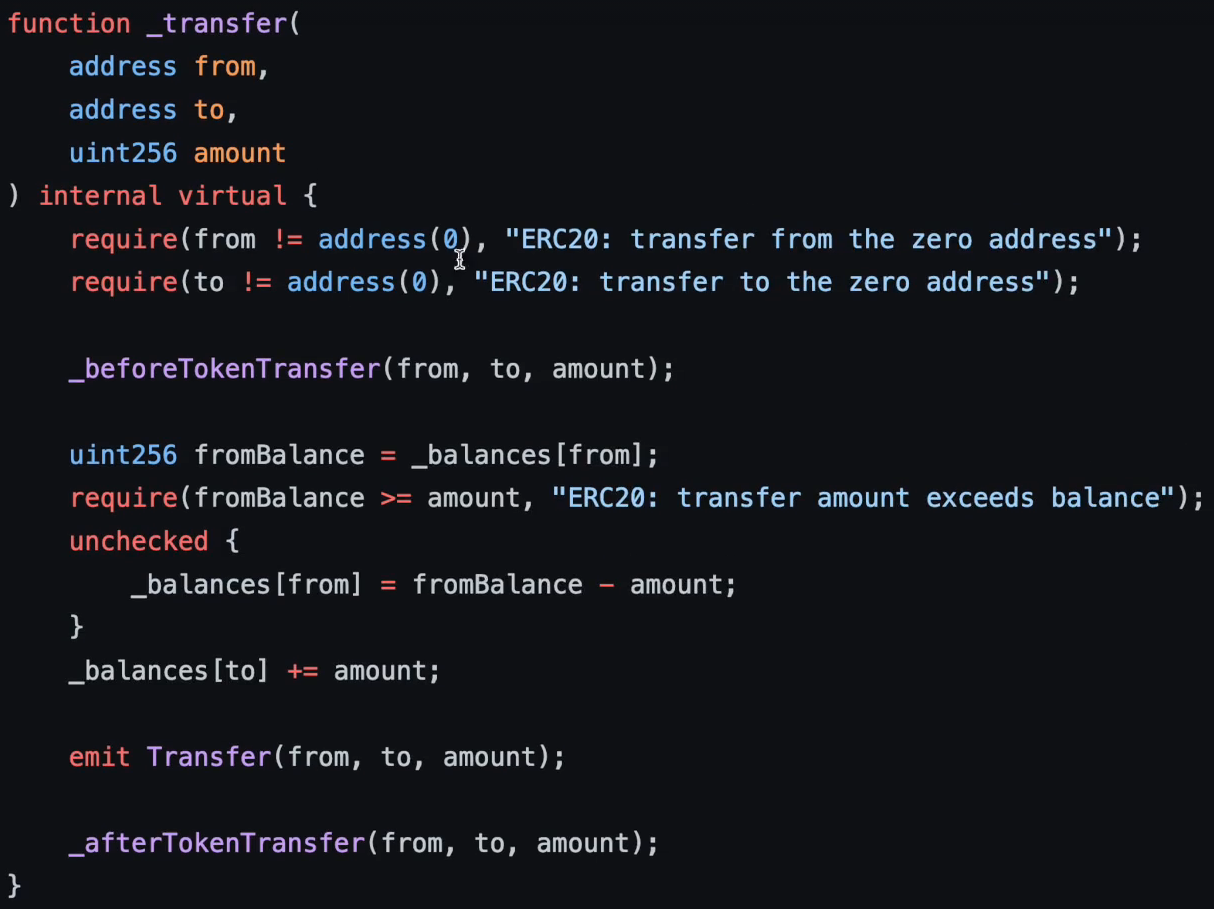 function _transfer(
    address from,
    address to,
    uint256 amount
) internal virtual {
    require(from != address(0), "ERC20: transfer from the zero address");
    require(to != address(0), "ERC20: transfer to the zero address");

    _beforeTokenTransfer(from, to, amount);

    uint256 fromBalance = _balances[from];
    require(fromBalance >= amount, "ERC20: transfer amount exceeds balance");
    unchecked {
        _balances[from] = fromBalance - amount;
    }
    _balances[to] += amount;

    emit Transfer(from, to, amount);

    _afterTokenTransfer(from, to, amount);
}